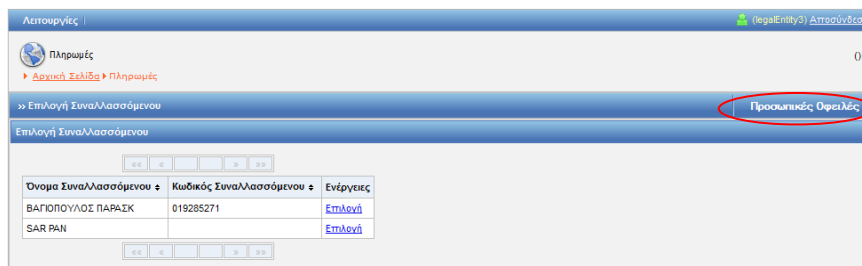 Λειτουργίες
(legalEntity3) Αποσύνδεσ
Πληρωμές
()
Αρχική Σελίδα Πληρωμές
» Επιλογή Συναλλασσόμενου
Προσωπικές Οφειλές
Επιλογή Συναλλασσόμενου
<< < > >>
Όνομα Συναλλασσόμενου Κωδικός Συναλλασσόμενου Ενέργειες
ΒΑΓΙΟΠΟΥΛΟΣ ΠΑΡΑΣΚ 019285271 Επιλογή
SAR PAN Επιλογή
<< < > >>